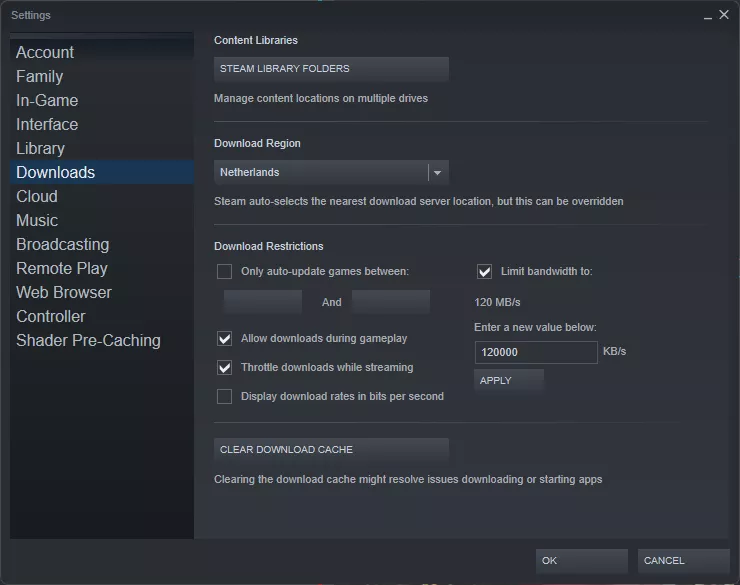 Settings
Account
Family
In-Game
Interface
Library
Downloads
Cloud
Music
Broadcasting
Remote Play
Web Browser
Controller
Shader Pre-Caching
Content Libraries
STEAM LIBRARY FOLDERS
Manage content locations on multiple drives
Download Region
Netherlands
Steam auto-selects the nearest download server location, but this can be overridden
Download Restrictions
Only auto-update games between:
And
Allow downloads during gameplay
Throttle downloads while streaming
Display download rates in bits per second
Limit bandwidth to:
120 MB/s
Enter a new value below:
120000 KB/s
APPLY
CLEAR DOWNLOAD CACHE
Clearing the download cache might resolve issues downloading or starting apps
OK
CANCEL